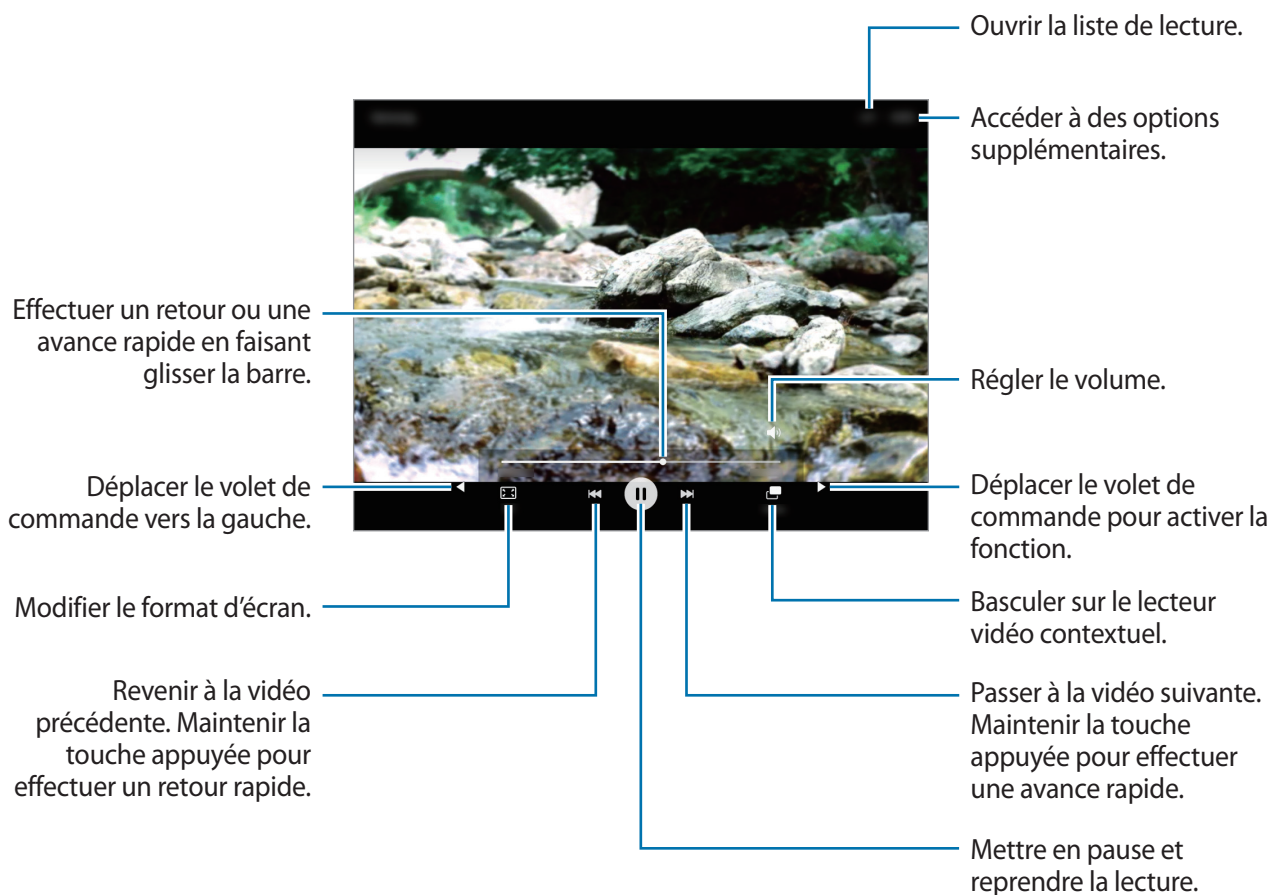 Ouvrir la liste de lecture.
Accéder à des options
supplémentaires.
Effectuer un retour ou une
avance rapide en faisant
glisser la barre.
Régler le volume.
Déplacer le volet de
commande vers la gauche.
Déplacer le volet de
commande pour activer la
fonction.
Modifier le format d’écran.
Basculer sur le lecteur
vidéo contextuel.
Revenir à la vidéo
précédente. Maintenir la
touche appuyée pour
effectuer un retour rapide.
Passer à la vidéo suivante.
Maintenir la touche
appuyée pour effectuer
une avance rapide.
Mettre en pause et
reprendre la lecture.